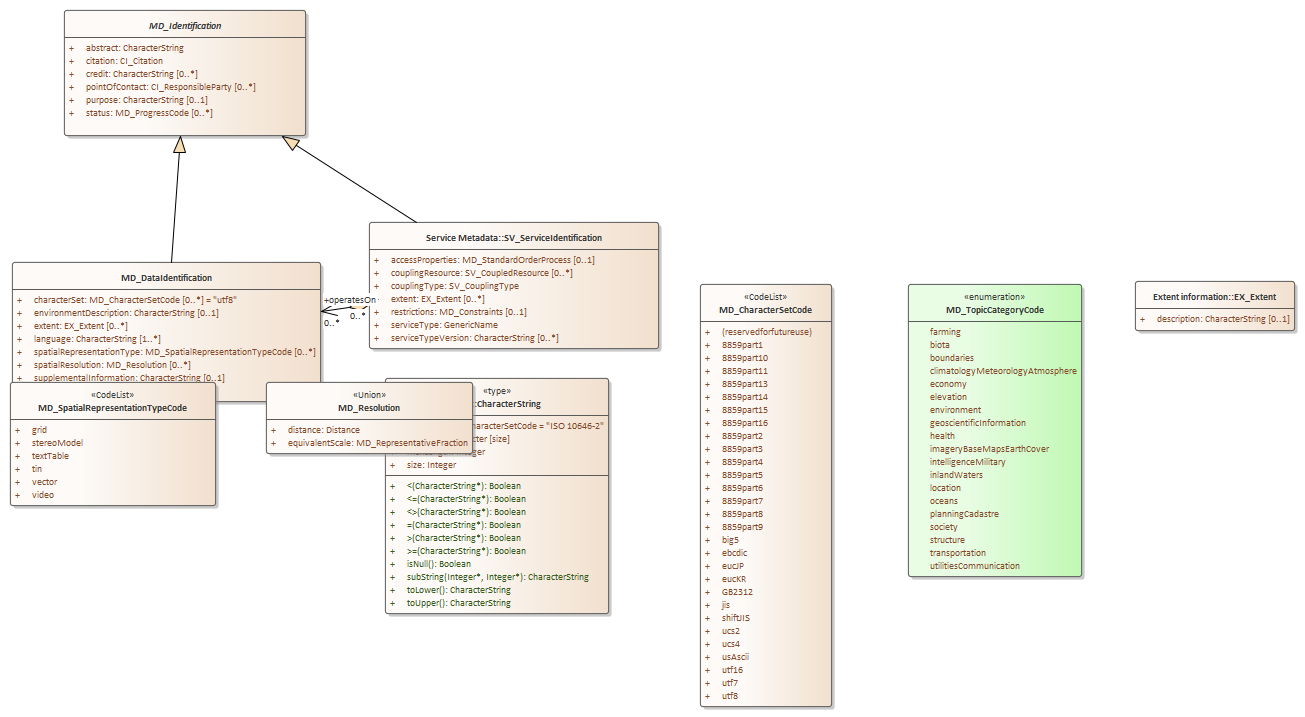 MD_Identification
+ abstract: CharacterString
+ citation: CI_Citation
+ credit: CharacterString [0..*]
+ pointOfContact: CI_ResponsibleParty [0..*]
+ purpose: CharacterString [0..1]
+ status: MD_ProgressCode [0..*]
Service Metadata::SV_ServiceIdentification
+ accessProperties: MD_StandardOrderProcess [0..1]
+ couplingResource: SV_CoupledResource [0..*]
+ couplingType: SV_CouplingType
+ extent: EX_Extent [0..*]
+ restrictions: MD_Constraints [0..1]
+ serviceType: GenericName
+ serviceTypeVersion: CharacterString [0..*]
MD_DataIdentification
+ characterSet: MD_CharacterSetCode [0..*] = "utf8"
+ environmentDescription: CharacterString [0..1]
+ extent: EX_Extent [0..*]
+ language: CharacterString [1..*]
+ spatialRepresentationType: MD_SpatialRepresentationTypeCode [0..*]
+ spatialResolution: MD_Resolution [0..*]
+ supplementalInformation: CharacterString [0..1]
+operatesOn
0..*
0..*
«CodeList»
MD_SpatialRepresentationTypeCode
+ grid
+ stereoModel
+ textTable
+ tin
+ vector
+ video
«Union»
MD_Resolution
+ distance: Distance
+ equivalentScale: MD_RepresentativeFraction
«type»
:CharacterString
haracterSetCode = "ISO 10646-2"
cter [size]
+ size: Integer
+ <(CharacterString*): Boolean
+ <=(CharacterString*): Boolean
+ <>(CharacterString*): Boolean
+ =(CharacterString*): Boolean
+ >(CharacterString*): Boolean
+ >=(CharacterString*): Boolean
+ isNull(): Boolean
+ subString(Integer*, Integer*): CharacterString
+ toLower(): CharacterString
+ toUpper(): CharacterString
«CodeList»
MD_CharacterSetCode
+ (reservedforfutureuse)
+ 8859part1
+ 8859part10
+ 8859part11
+ 8859part13
+ 8859part14
+ 8859part15
+ 8859part16
+ 8859part2
+ 8859part3
+ 8859part4
+ 8859part5
+ 8859part6
+ 8859part7
+ 8859part8
+ 8859part9
+ big5
+ ebcdic
+ eucJP
+ eucKR
+ GB2312
+ jis
+ shiftJIS
+ ucs2
+ ucs4
+ usAscii
+ utf16
+ utf7
+ utf8
«enumeration»
MD_TopicCategoryCode
farming
biota
boundaries
climatologyMeteorologyAtmosphere
economy
elevation
environment
geoscientificInformation
health
imageryBaseMapsEarthCover
intelligenceMilitary
inlandWaters
location
oceans
planningCadastre
society
structure
transportation
utilitiesCommunication
Extent information::EX_Extent
+ description: CharacterString [0..1]